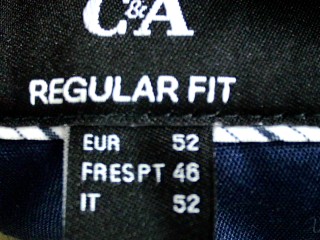 C&A
REGULAR FIT
EUR 52
FRESPT 46
IT 52